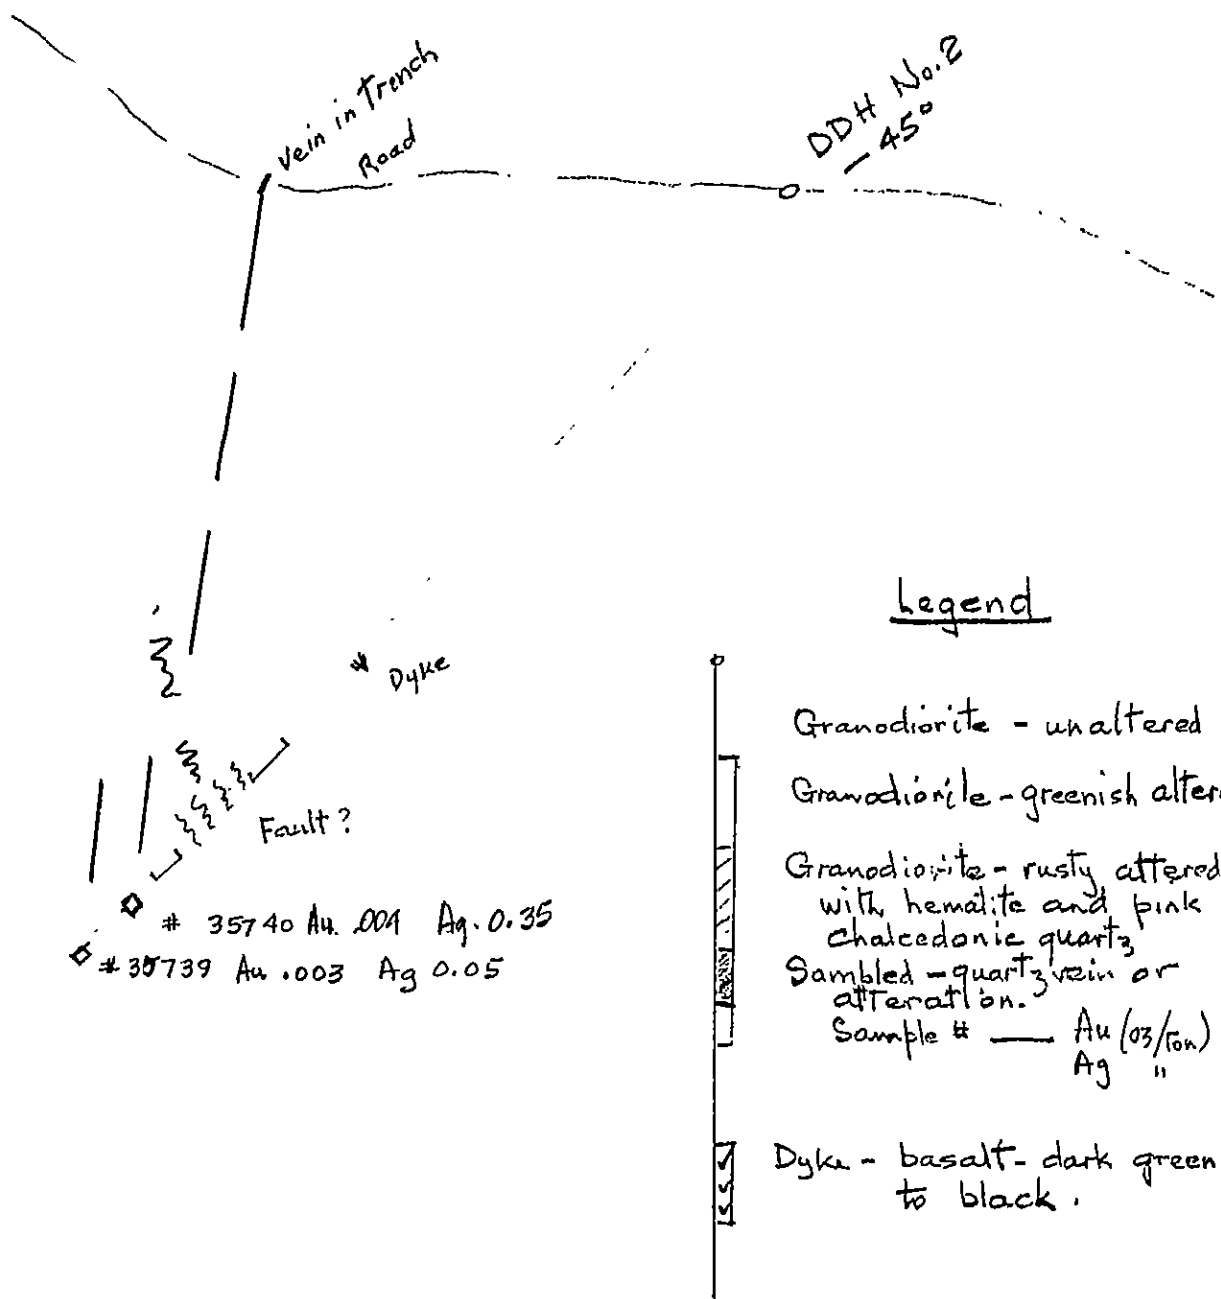 Vein in Trench
Road
DDH No.2
-45°
Dyke
Fault?
# 35740 Au .004 Ag. 0.35
# 35739 Au .003 Ag 0.05
Legend
Granodiorite - unaltered
Granodiorite - greenish alter
Granodiorite - rusty altered
with hematite and pink
chalcedonic quartz
Sambled - quartz vein or
alteration.
Sample # — Au (oz/Ton)
Ag "
Dyke - basalt - dark green
to black.